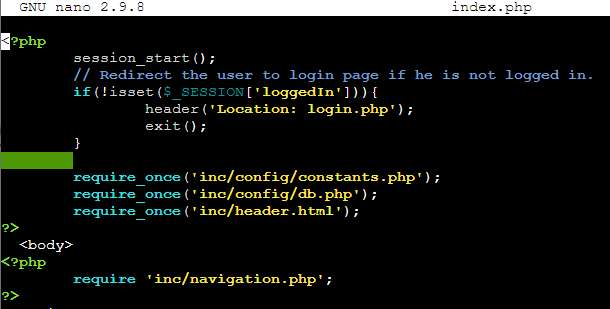 GNU nano 2.9.8 index.php
<?php
session_start();
// Redirect the user to login page if he is not logged in.
if(!isset($_SESSION['loggedIn'])){
header('Location: login.php');
exit();
}
require_once('inc/config/constants.php');
require_once('inc/config/db.php');
require_once('inc/header.html');
?>
<body>
<?php
require 'inc/navigation.php';
?>